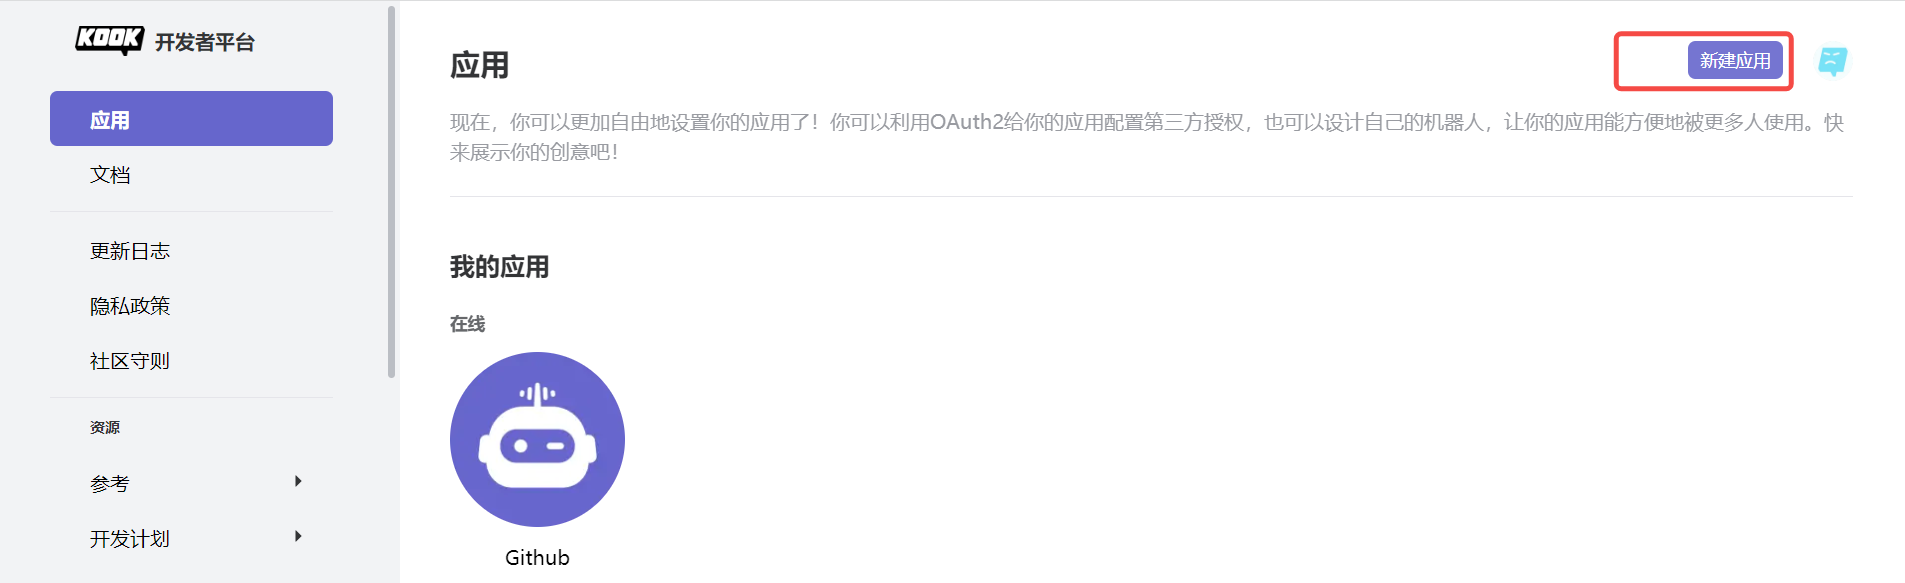 KOOK 开发者平台
应用
文档
更新日志
隐私政策
社区守则
资源
参考
开发计划
应用
新建应用
现在，你可以更加自由地设置你的应用了！你可以利用OAuth2给你的应用配置第三方授权，也可以设计自己的机器人，让你的应用能方便地被更多人使用。快
来展示你的创意吧！
我的应用
在线
Github